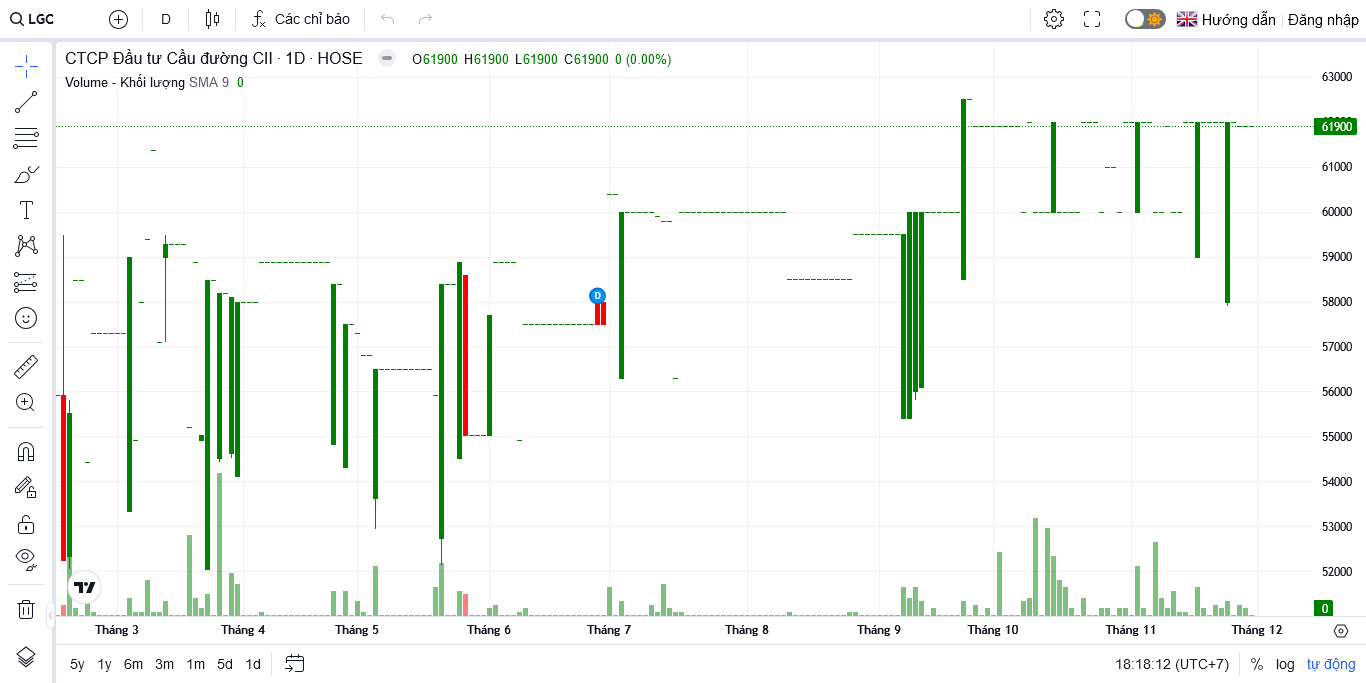 LGC D Các chỉ báo Hướng dẫn Đăng nhập
CTCP Đầu tư Cầu đường CII · 1D · HOSE O61900 H61900 L61900 C61900 0 (0.00%)
Volume - Khối lượng SMA 9 0
63000
61900
61000
60000
59000
58000
D
57000
56000
55000
54000
53000
52000
0
Tháng 3 Tháng 4 Tháng 5 Tháng 6 Tháng 7 Tháng 8 Tháng 9 Tháng 10 Tháng 11 Tháng 12
5y 1y 6m 3m 1m 5d 1d 18:18:12 (UTC+7) % log tự động